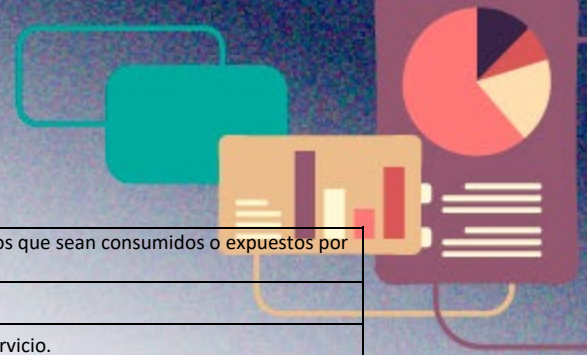 os que sean consumidos o expuestos por
rvicio.